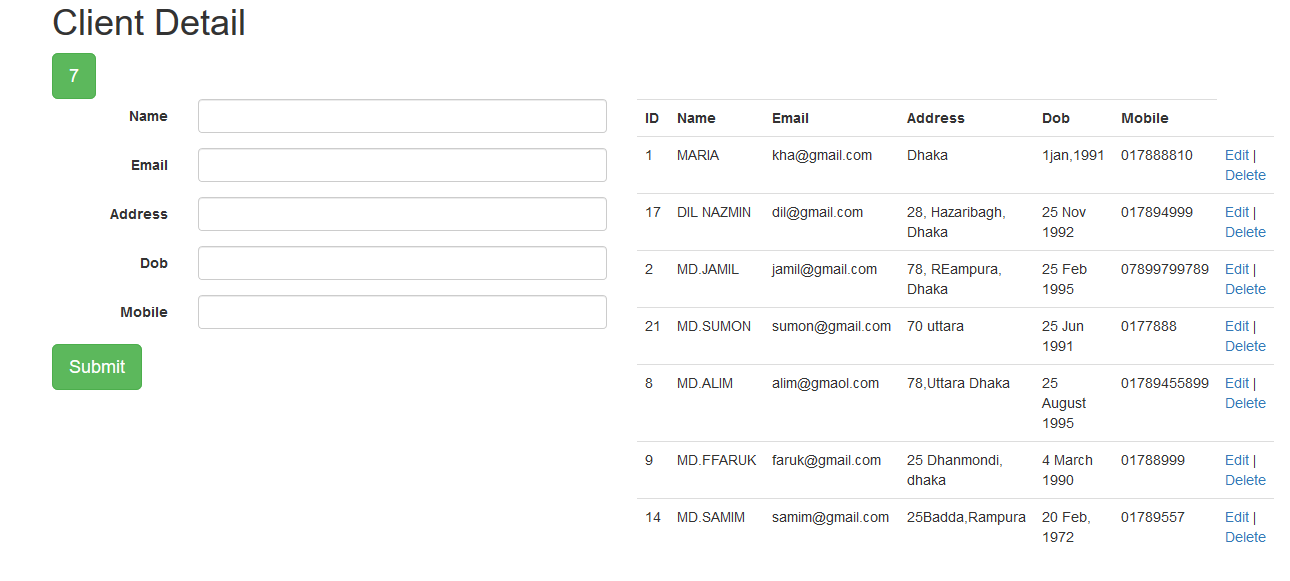 Client Detail
7
Name
Email
Address
Dob
Mobile
Submit
ID Name Email Address Dob Mobile
1 MARIA kha@gmail.com Dhaka 1jan,1991 017888810 Edit |
Delete
17 DIL NAZMIN dil@gmail.com 28, Hazaribagh, 25 Nov 017894999 Edit |
Dhaka 1992 Delete
2 MD.JAMIL jamil@gmail.com 78, REampura, 25 Feb 07899799789 Edit |
Dhaka 1995 Delete
21 MD.SUMON sumon@gmail.com 70 uttara 25 Jun 0177888 Edit |
1991 Delete
8 MD.ALIM alim@gmaol.com 78,Uttara Dhaka 25 01789455899 Edit |
August Delete
1995
9 MD.FFARUK faruk@gmail.com 25 Dhanmondi, 4 March 01788999 Edit |
dhaka 1990 Delete
14 MD.SAMIM samim@gmail.com 25Badda,Rampura 20 Feb, 01789557 Edit |
1972 Delete